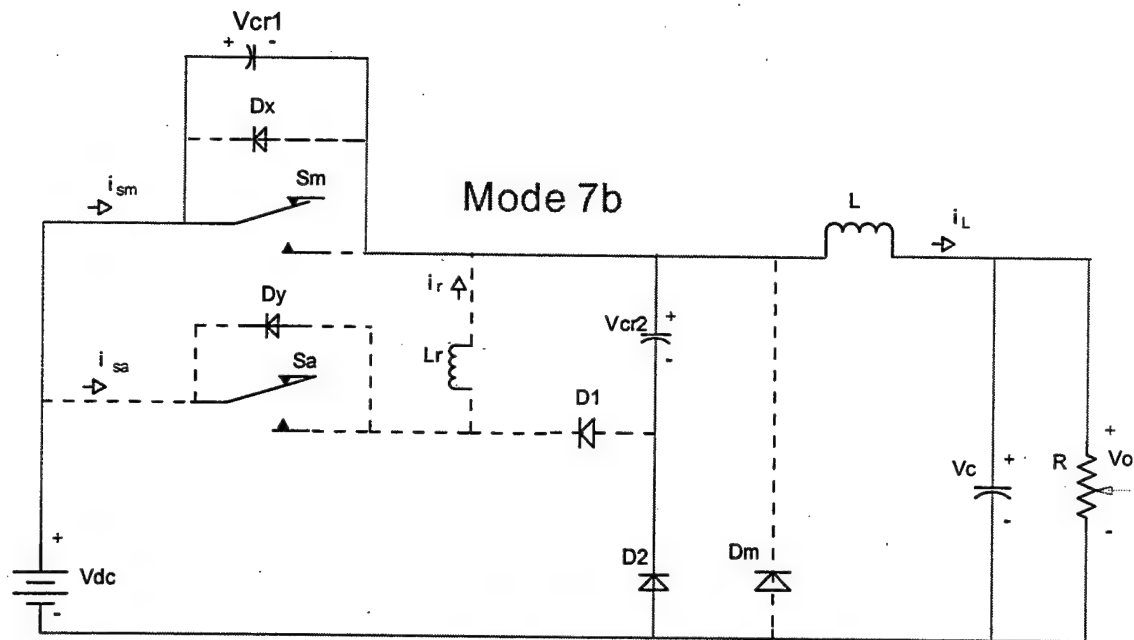 Vcr1
+ -
Dx
i sm
Sm
Mode 7b
L
i L
i r
Dy
Vcr2
+
-
i sa
Sa
Lr
D1
+
Vc
+
-
R
Vo
-
+
Vdc
-
D2
Dm